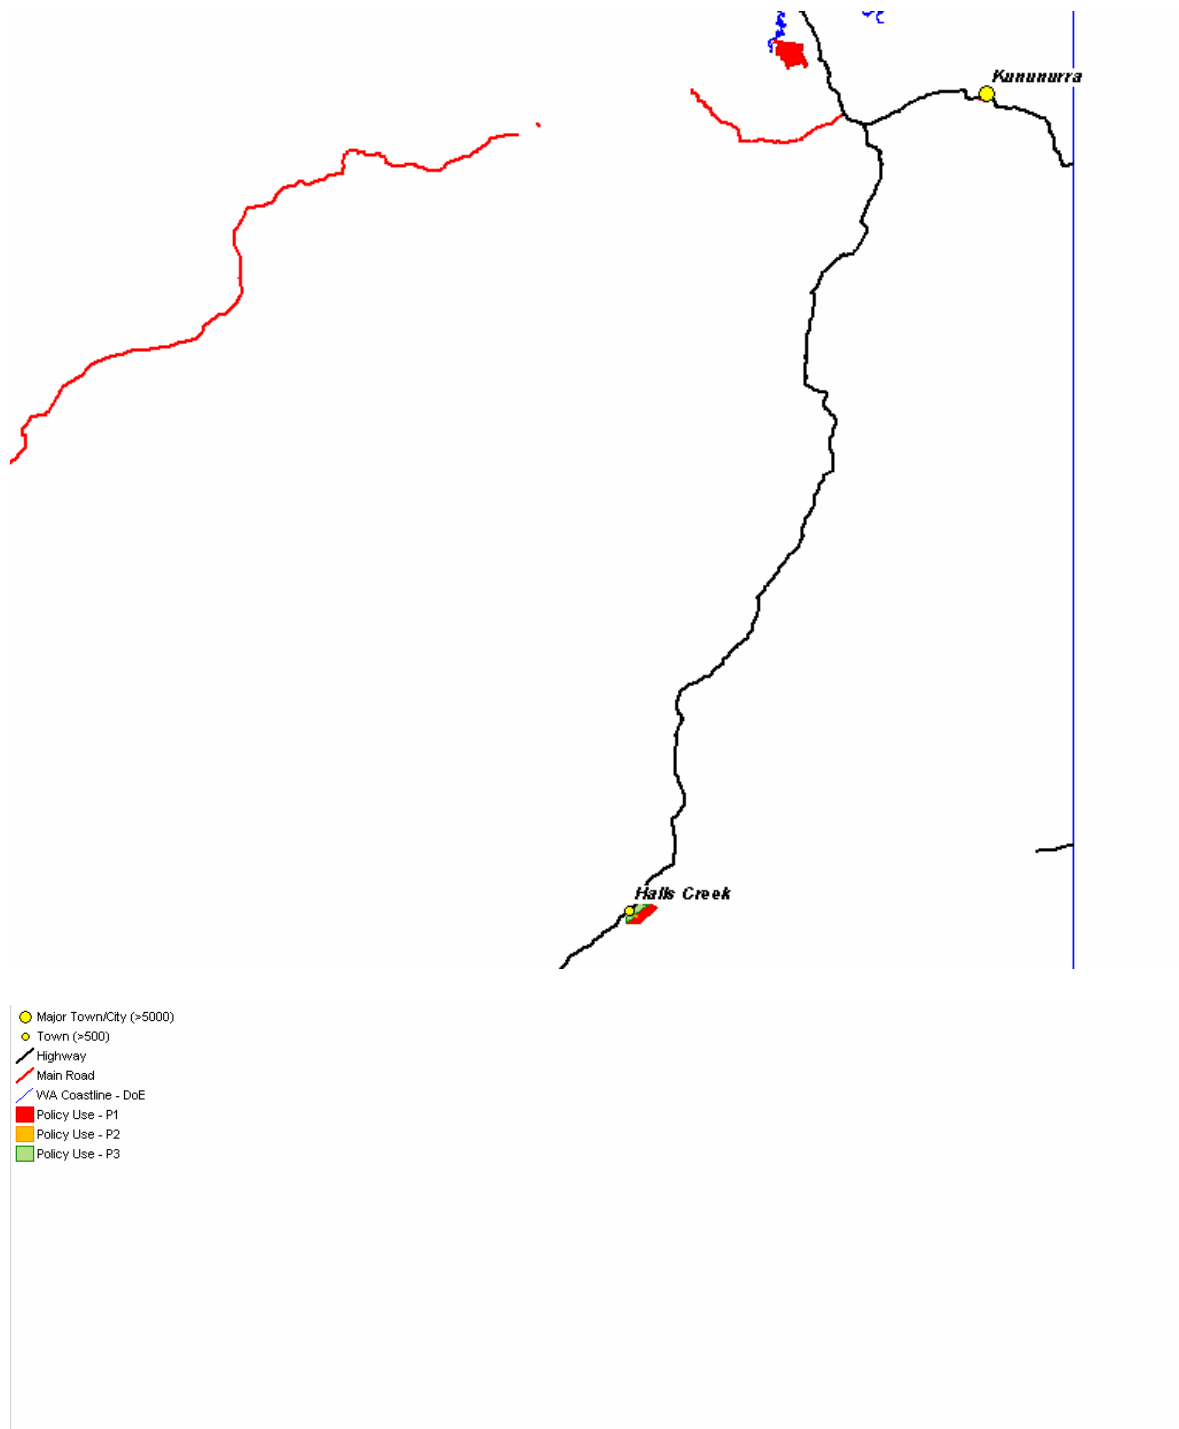 Kununurra
Halls Creek
Major Town/City (>5000)
Town (>500)
Highway
Main Road
WA Coastline - DoE
Policy Use - P1
Policy Use - P2
Policy Use - P3